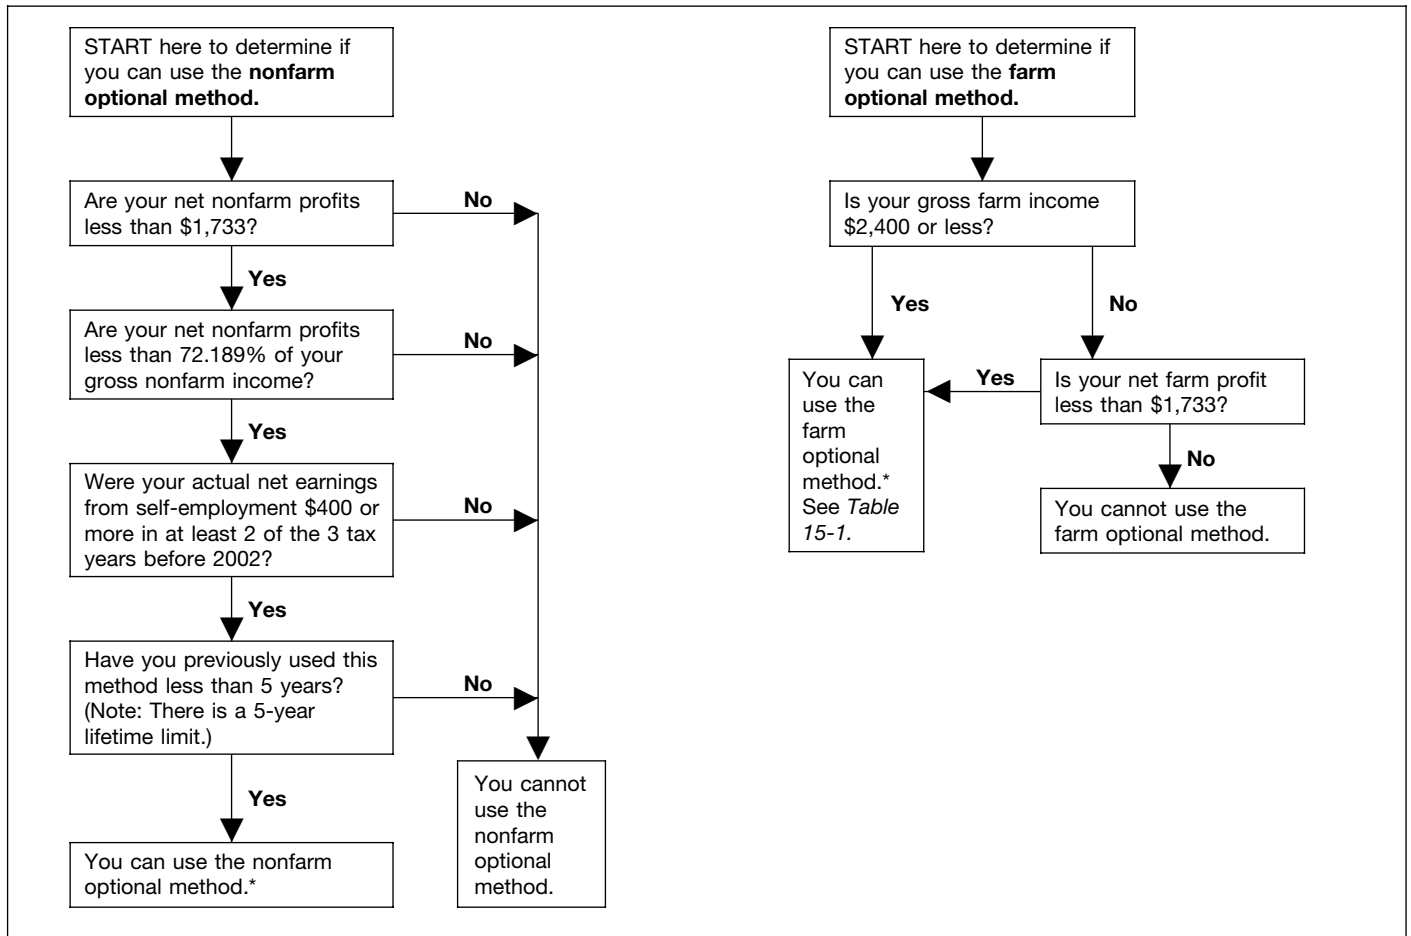 START here to determine if
you can use the nonfarm
optional method.
Are your net nonfarm profits
less than $1,733?
No
Yes
Are your net nonfarm profits
less than 72.189% of your
gross nonfarm income?
No
Yes
Were your actual net earnings
from self-employment $400 or
more in at least 2 of the 3 tax
years before 2002?
No
Yes
Have you previously used this
method less than 5 years?
(Note: There is a 5-year
lifetime limit.)
No
Yes
You can use the nonfarm
optional method.*
You cannot
use the
nonfarm
optional
method.
START here to determine if
you can use the farm
optional method.
Is your gross farm income
$2,400 or less?
Yes
No
You can
use the
farm
optional
method.*
See Table
15-1.
Yes
Is your net farm profit
less than $1,733?
No
You cannot use the
farm optional method.